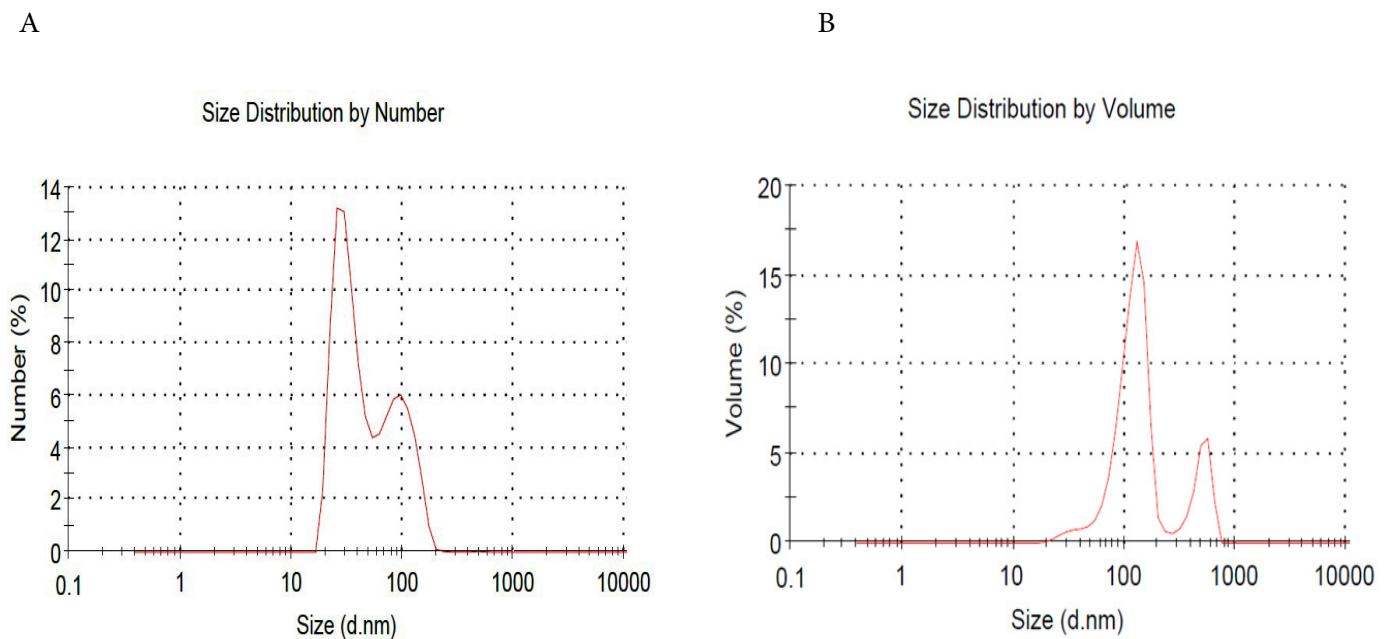 A
B
Size Distribution by Number
14
12
10
8
6
4
2
0
Number (%)
0.1 1 10 100 1000 10000
Size (d.nm)
Size Distribution by Volume
20
15
10
5
0
Volume (%)
0.1 1 10 100 1000 10000
Size (d.nm)